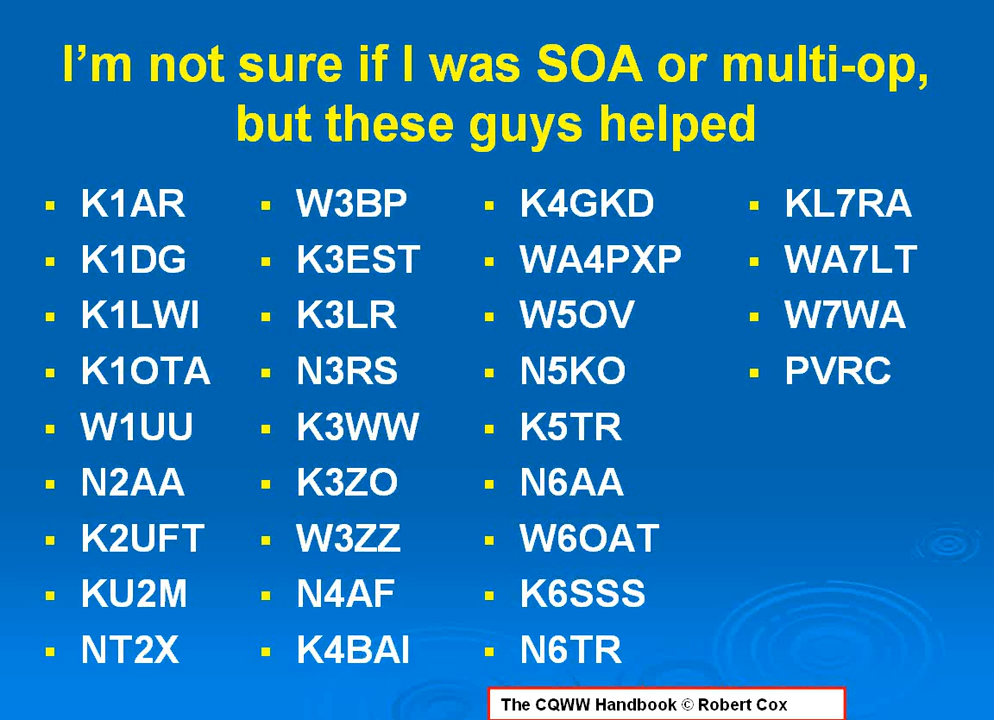 I'm not sure if I was SOA or multi-op,
but these guys helped
K1AR
K1DG
K1LWI
K1OTA
W1UU
N2AA
K2UFT
KU2M
NT2X
W3BP
K3EST
K3LR
N3RS
K3WW
K3ZO
W3ZZ
N4AF
K4BAI
K4GKD
WA4PXP
W5OV
N5KO
K5TR
N6AA
W6OAT
K6SSS
N6TR
KL7RA
WA7LT
W7WA
PVRC
The CQWW Handbook © Robert Cox